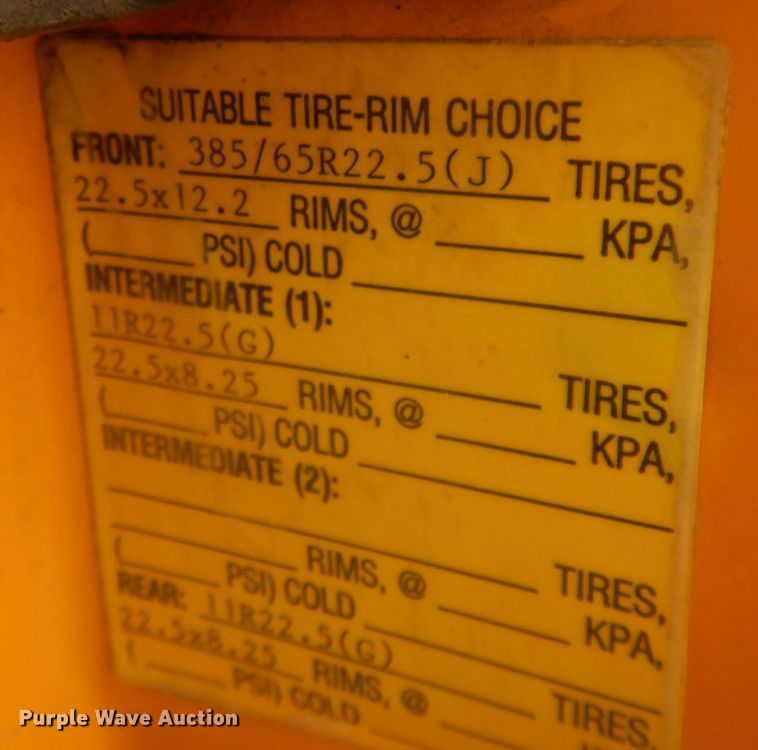 SUITABLE TIRE-RIM CHOICE
FRONT: 385/65R22.5(J) TIRES,
22.5x12.2 RIMS, @ KPA,
( PSI) COLD
INTERMEDIATE (1):
11R22.5(G) TIRES,
22.5x8.25 RIMS, @ KPA,
( PSI) COLD
INTERMEDIATE (2):
TIRES,
RIMS, @ KPA,
( PSI) COLD
REAR: 11R22.5(G) TIRES
22.5x8.25 RIMS, @
( PSI) COLD
Purple Wave Auction